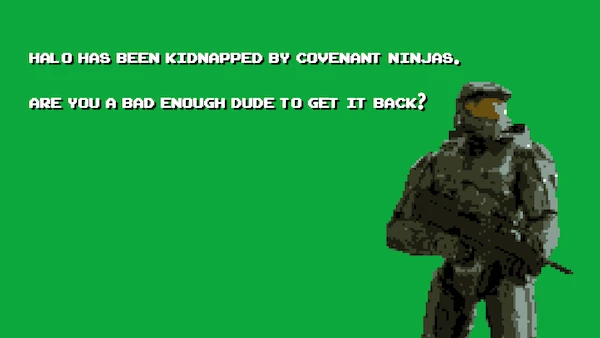 HALO HAS BEEN KIDNAPPED BY COVENANT NINJAS.
ARE YOU A BAD ENOUGH DUDE TO GET IT BACK?